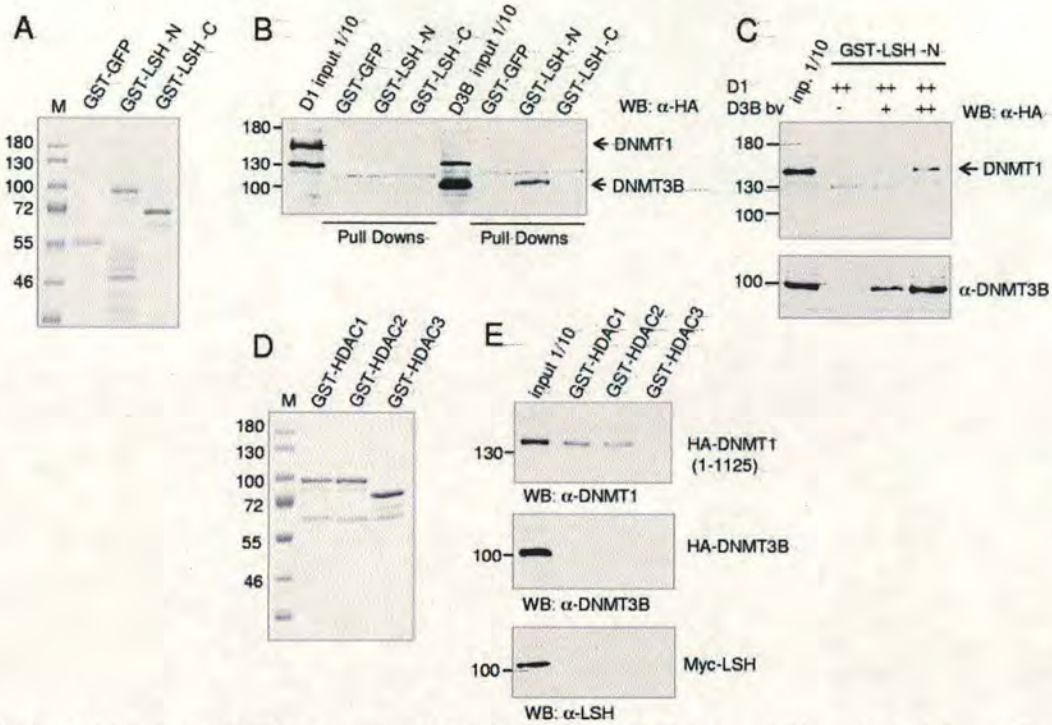 A
GST-GFP
GST-LSH -N
GST-LSH -C
M
180
130
100
72
55
46
B
D1 input 1/10
GST-GFP
GST-LSH -N
GST-LSH -C
D3B input 1/10
GST-GFP
GST-LSH -N
GST-LSH -C
WB: α-HA
180
130
100
DNMT1
DNMT3B
Pull Downs
Pull Downs
C
GST-LSH -N
inp. 1/10
D1 ++ ++ ++
D3B bv - + ++
WB: α-HA
180
130
100
DNMT1
100
α-DNMT3B
D
GST-HDAC1
GST-HDAC2
GST-HDAC3
M
180
130
100
72
55
46
E
input 1/10
GST-HDAC1
GST-HDAC2
GST-HDAC3
130
HA-DNMT1
(1-1125)
WB: α-DNMT1
100
HA-DNMT3B
WB: α-DNMT3B
100
Myc-LSH
WB: α-LSH